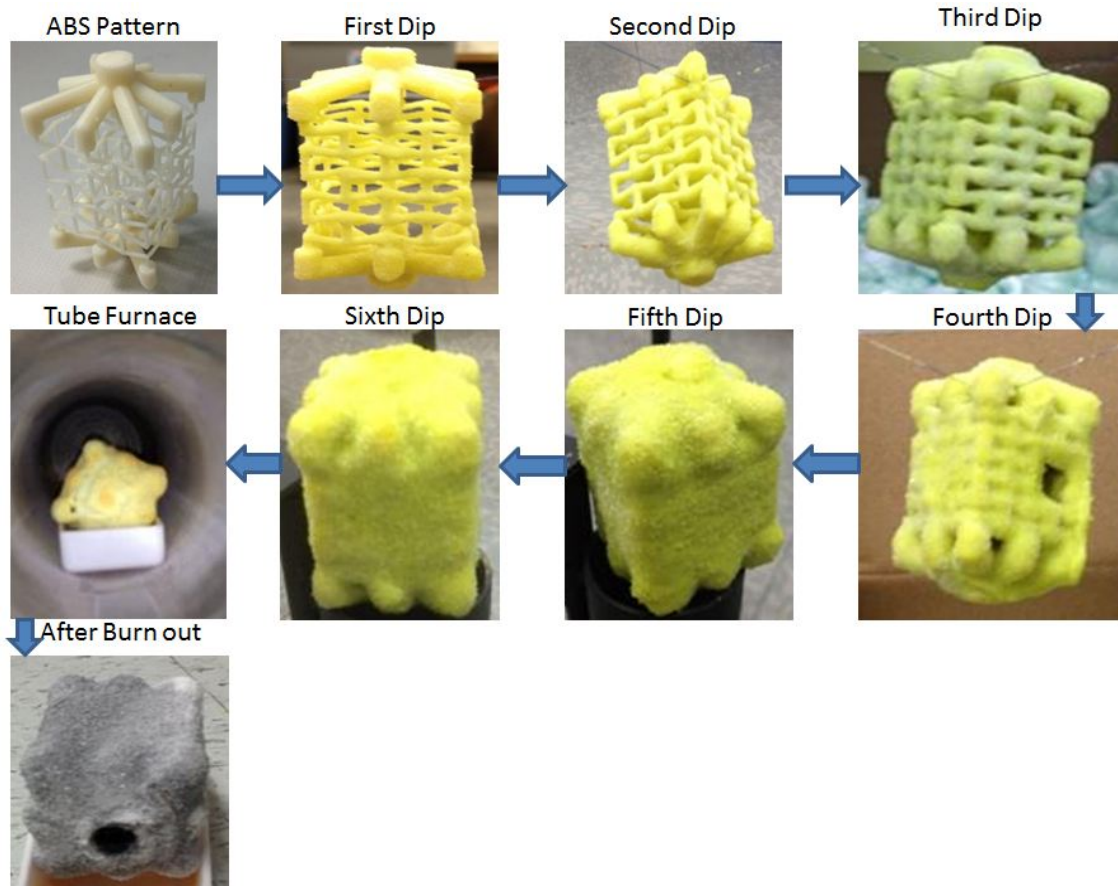 ABS Pattern
First Dip
Second Dip
Third Dip
Tube Furnace
Sixth Dip
Fifth Dip
Fourth Dip
After Burn out